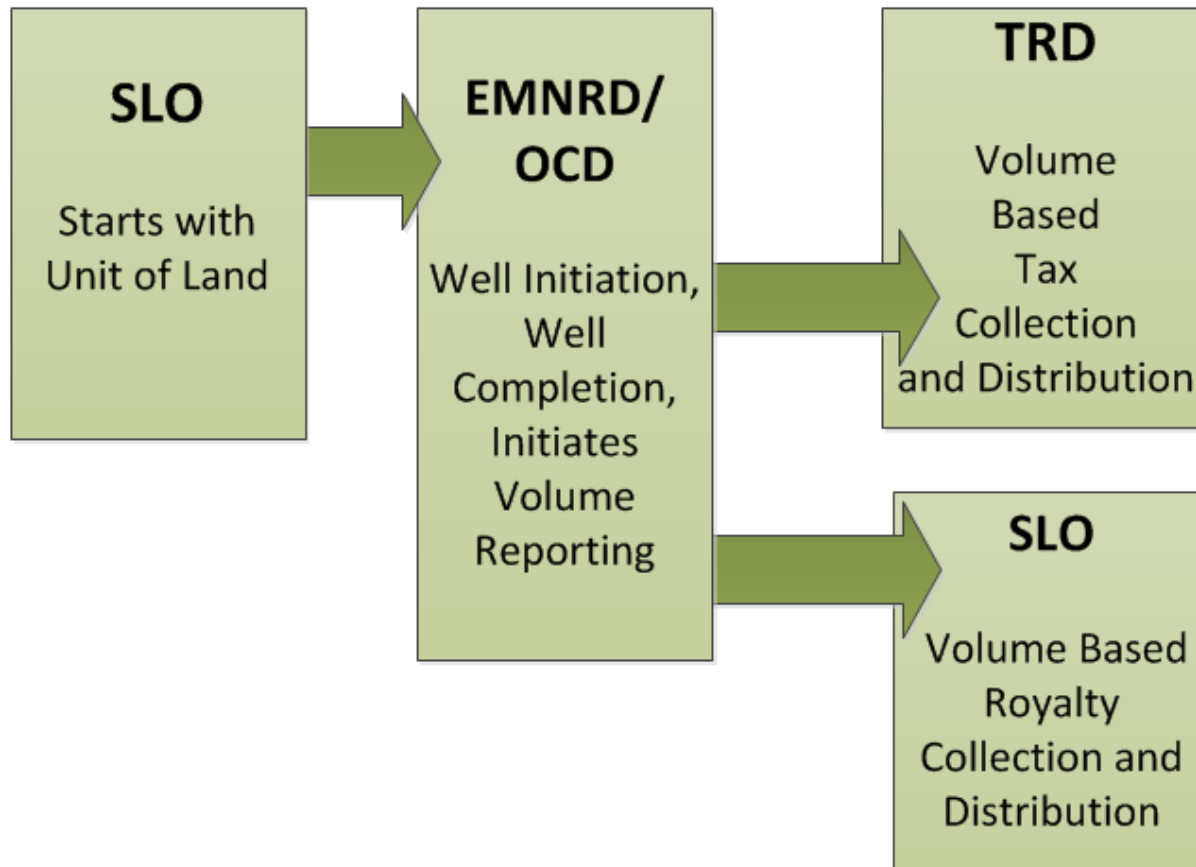 SLO
Starts with
Unit of Land
EMNRD/
OCD
Well Initiation,
Well
Completion,
Initiates
Volume
Reporting
TRD
Volume
Based
Tax
Collection
and Distribution
SLO
Volume Based
Royalty
Collection and
Distribution